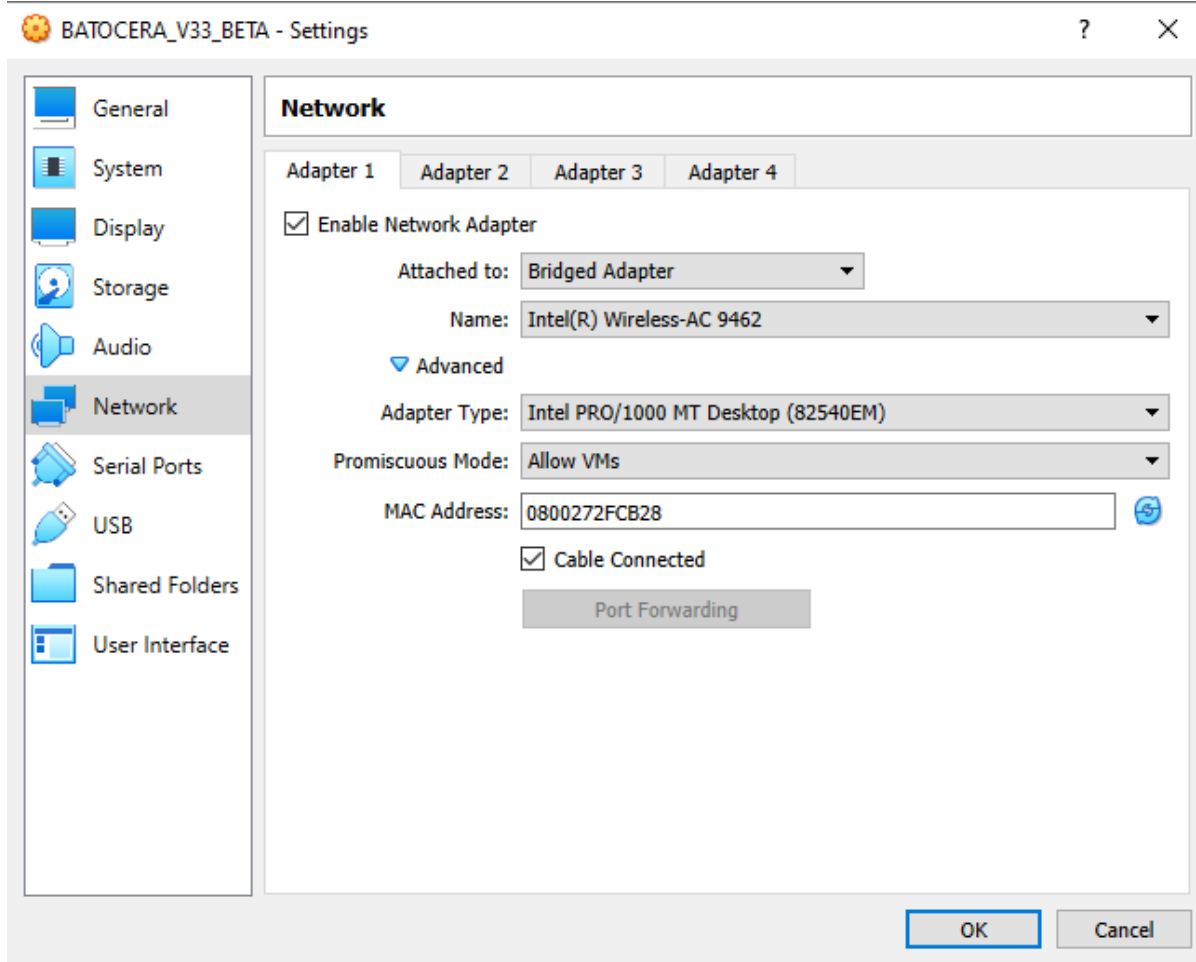 BATOCERA_V33_BETA - Settings
?
General
System
Display
Storage
Audio
Network
Serial Ports
USB
Shared Folders
User Interface
Network
Adapter 1 Adapter 2 Adapter 3 Adapter 4
Enable Network Adapter
Attached to: Bridged Adapter
Name: Intel(R) Wireless-AC 9462
Advanced
Adapter Type: Intel PRO/1000 MT Desktop (82540EM)
Promiscuous Mode: Allow VMs
MAC Address: 0800272FCB28
Cable Connected
Port Forwarding
OK Cancel